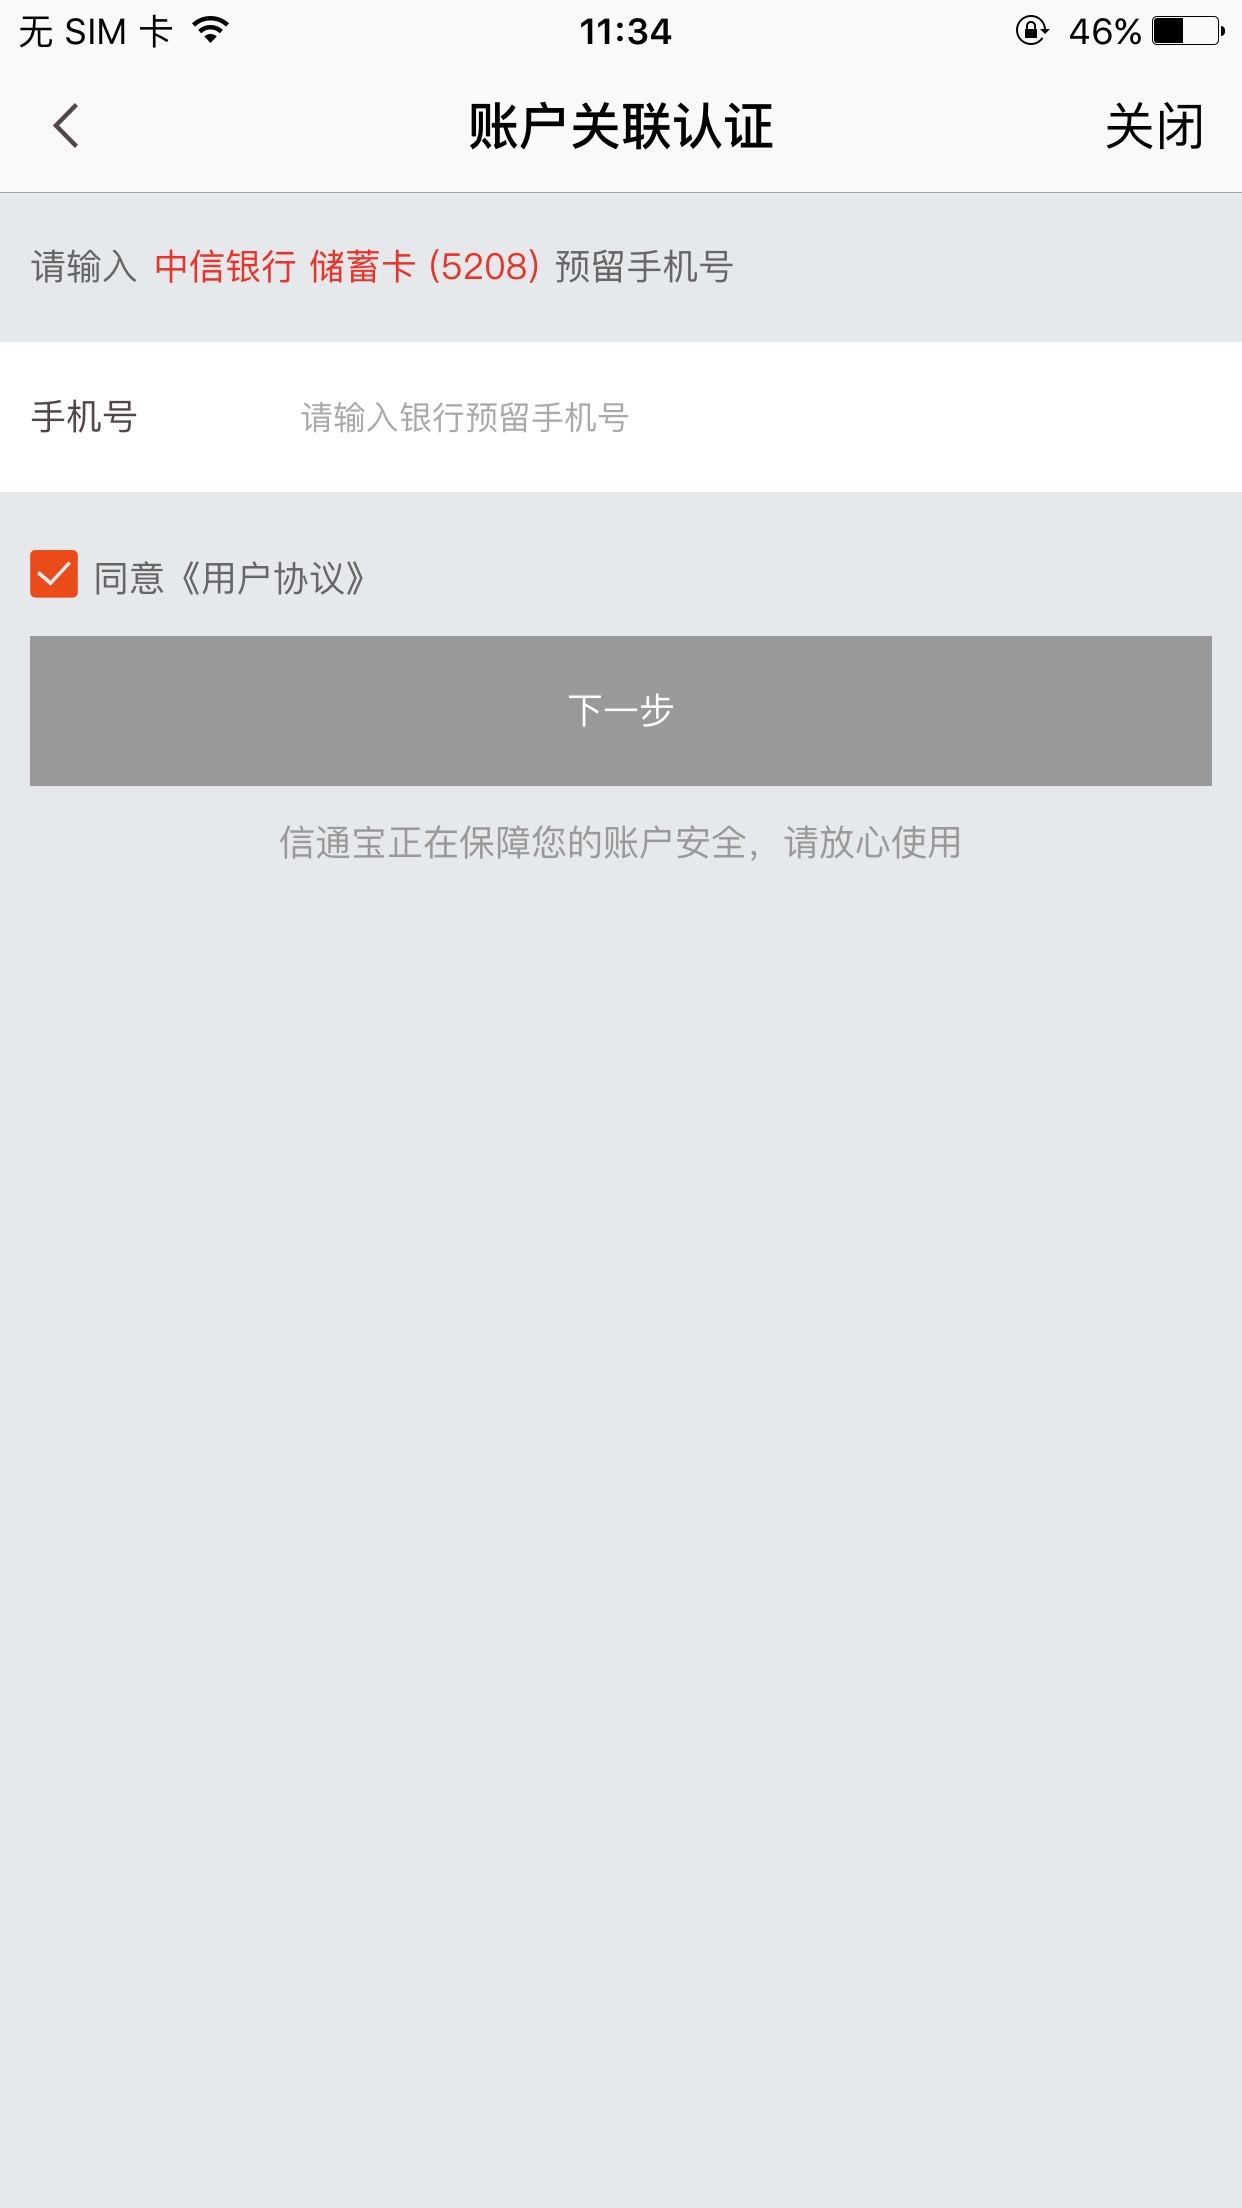 无 SIM 卡 11:34 46%
账户关联认证 关闭
请输入 中信银行 储蓄卡 (5208) 预留手机号
手机号 请输入银行预留手机号
同意《用户协议》
下一步
信通宝正在保障您的账户安全，请放心使用